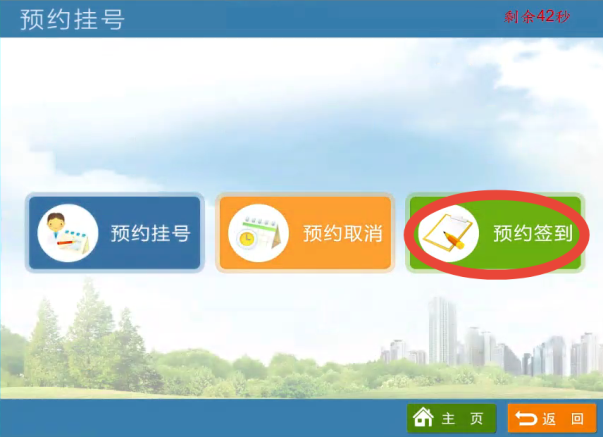 预约挂号
剩余42秒
预约挂号
预约取消
预约签到
主 页
返 回